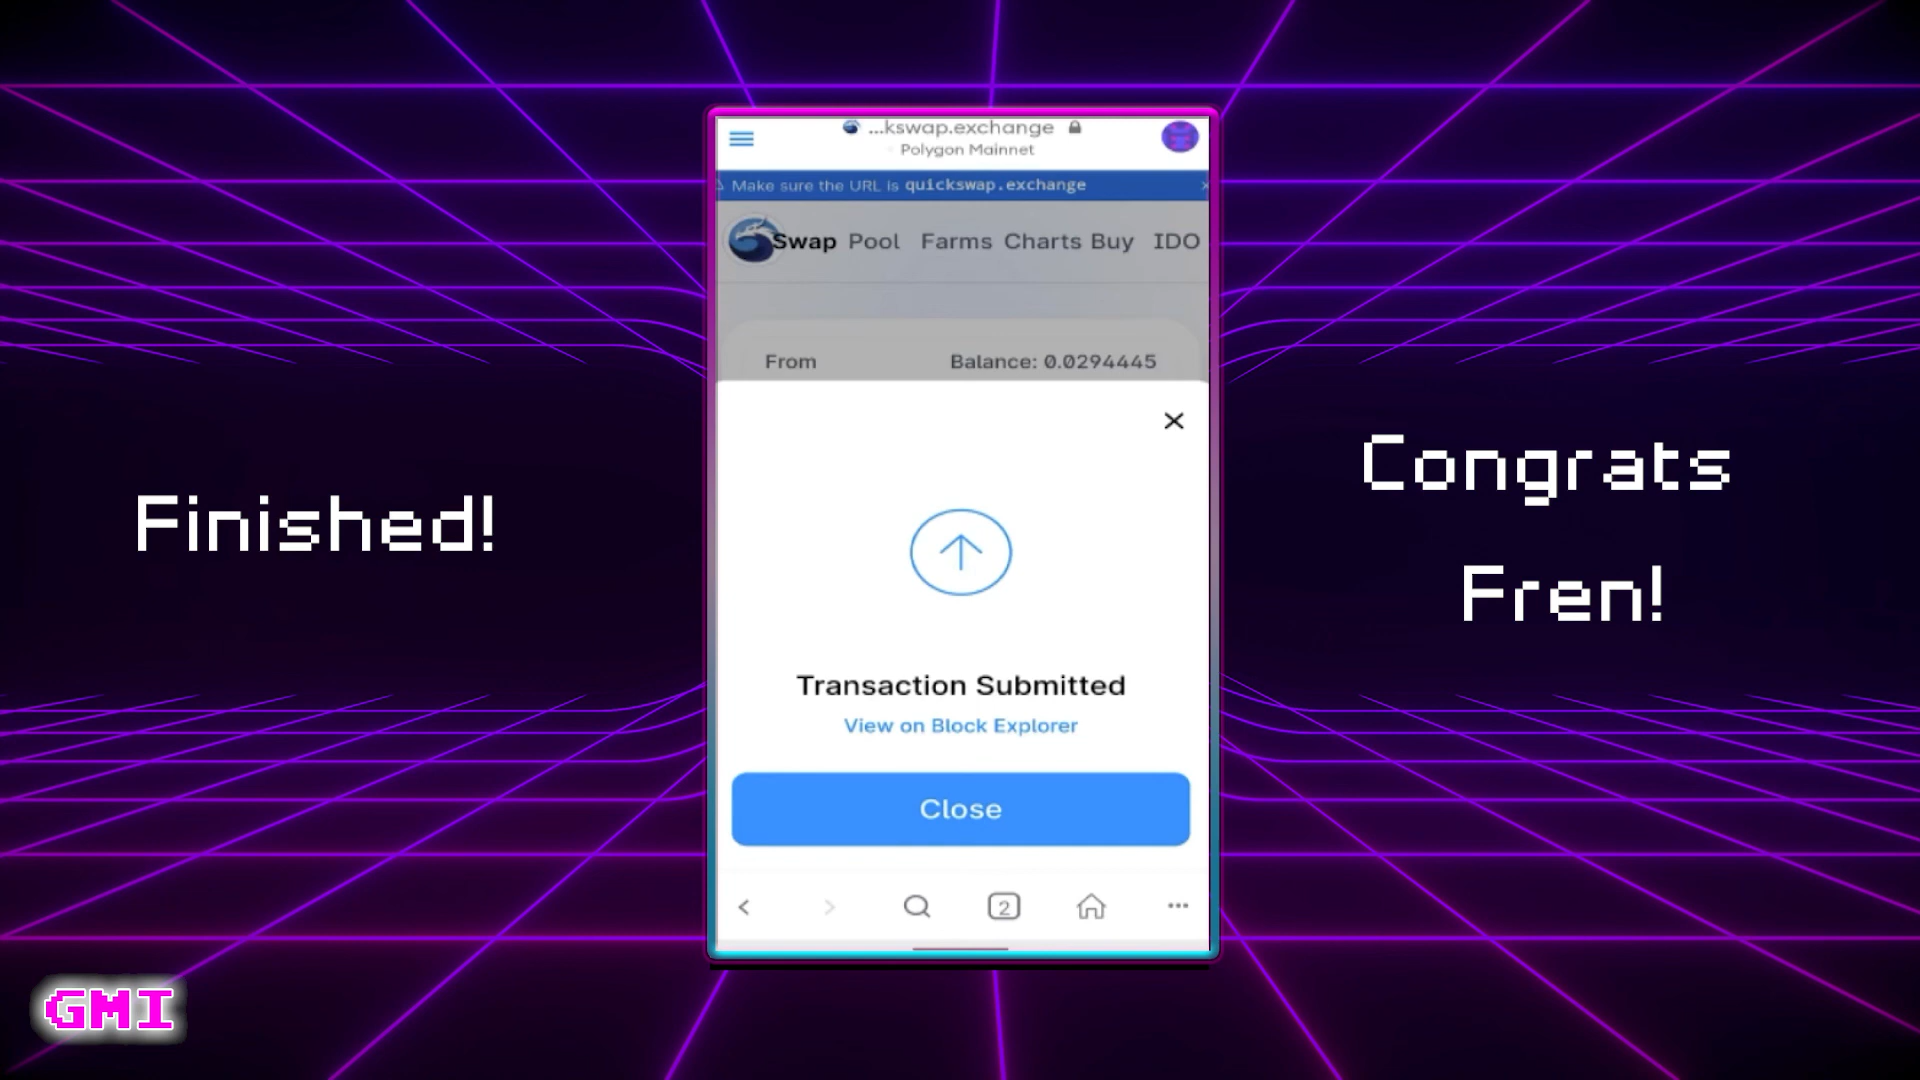 ...kswap.exchange
Polygon Mainnet
Make sure the URL is quickswap.exchange
Swap Pool Farms Charts Buy IDO
From Balance: 0.0294445
Finished!
Congrats
Fren!
Transaction Submitted
View on Block Explorer
Close
2
GMI